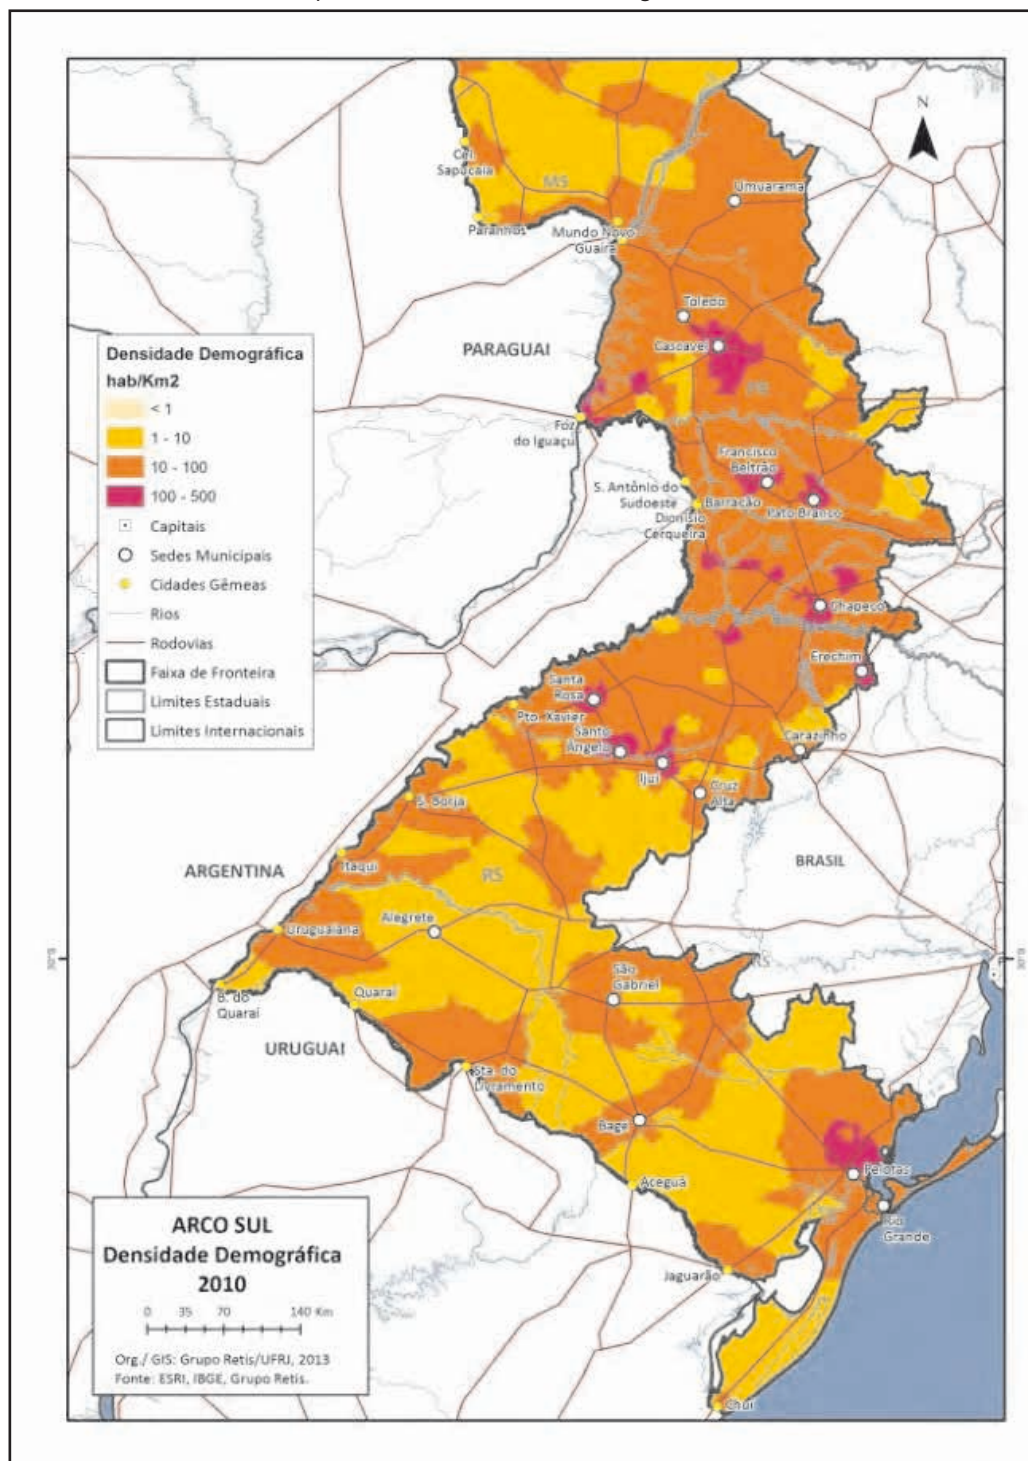 N
Cel.
Sapucaia
MS
Umuarama
Paranhos
Mundo Novo
Guaíra
Toledo
Densidade Demográfica
hab/Km2
< 1
1 - 10
10 - 100
100 - 500
Capitais
Sedes Municipais
Cidades Gêmeas
Rios
Rodovias
Faixa de Fronteira
Limites Estaduais
Limites Internacionais
PARAGUAI
Cascavel
PR
Foz
do Iguaçu
Francisco
Beltrão
S. Antônio do
Sudoeste
Barracão
Pato Branco
Dionísio
Cerqueira
SC
Chapecó
Erechim
Santa
Rosa
Pto. Xavier
Santo
Ângelo
Carazinho
Ijuí
Cruz
Alta
S. Borja
BRASIL
Itaqui
ARGENTINA
RS
Alegrete
Uruguaiana
30°S
30°S
RS
São
Gabriel
B. do
Quaraí
Quaraí
URUGUAI
Sta. do
Livramento
Bagé
Pelotas
Aceguá
Rio
Grande
Jaguarão
ARCO SUL
Densidade Demográfica
2010
0 35 70 140 Km
Org./ GIS: Grupo Retis/UFRJ, 2013
Fonte: ESRI, IBGE, Grupo Retis.
Chuí